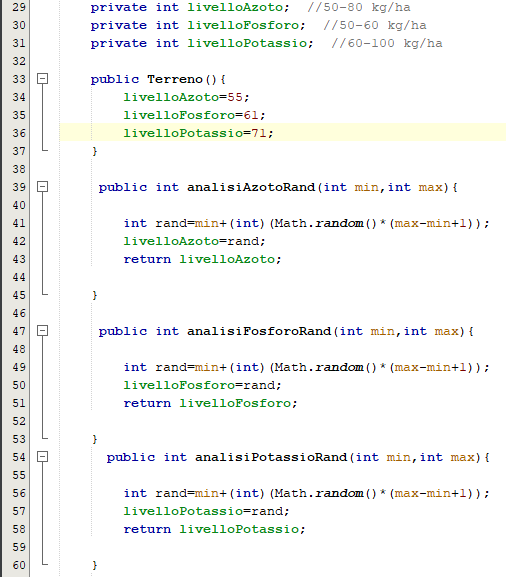 29 private int livelloAzoto; //50-80 kg/ha
30 private int livelloFosforo; //50-60 kg/ha
31 private int livelloPotassio; //60-100 kg/ha
32
33 public Terreno(){
34 livelloAzoto=55;
35 livelloFosforo=61;
36 livelloPotassio=71;
37 }
38
39 public int analisiAzotoRand(int min,int max){
40
41 int rand=min+(int)(Math.random()*(max-min+1));
42 livelloAzoto=rand;
43 return livelloAzoto;
44
45 }
46
47 public int analisiFosforoRand(int min,int max){
48
49 int rand=min+(int)(Math.random()*(max-min+1));
50 livelloFosforo=rand;
51 return livelloFosforo;
52
53 }
54 public int analisiPotassioRand(int min,int max){
55
56 int rand=min+(int)(Math.random()*(max-min+1));
57 livelloPotassio=rand;
58 return livelloPotassio;
59
60 }